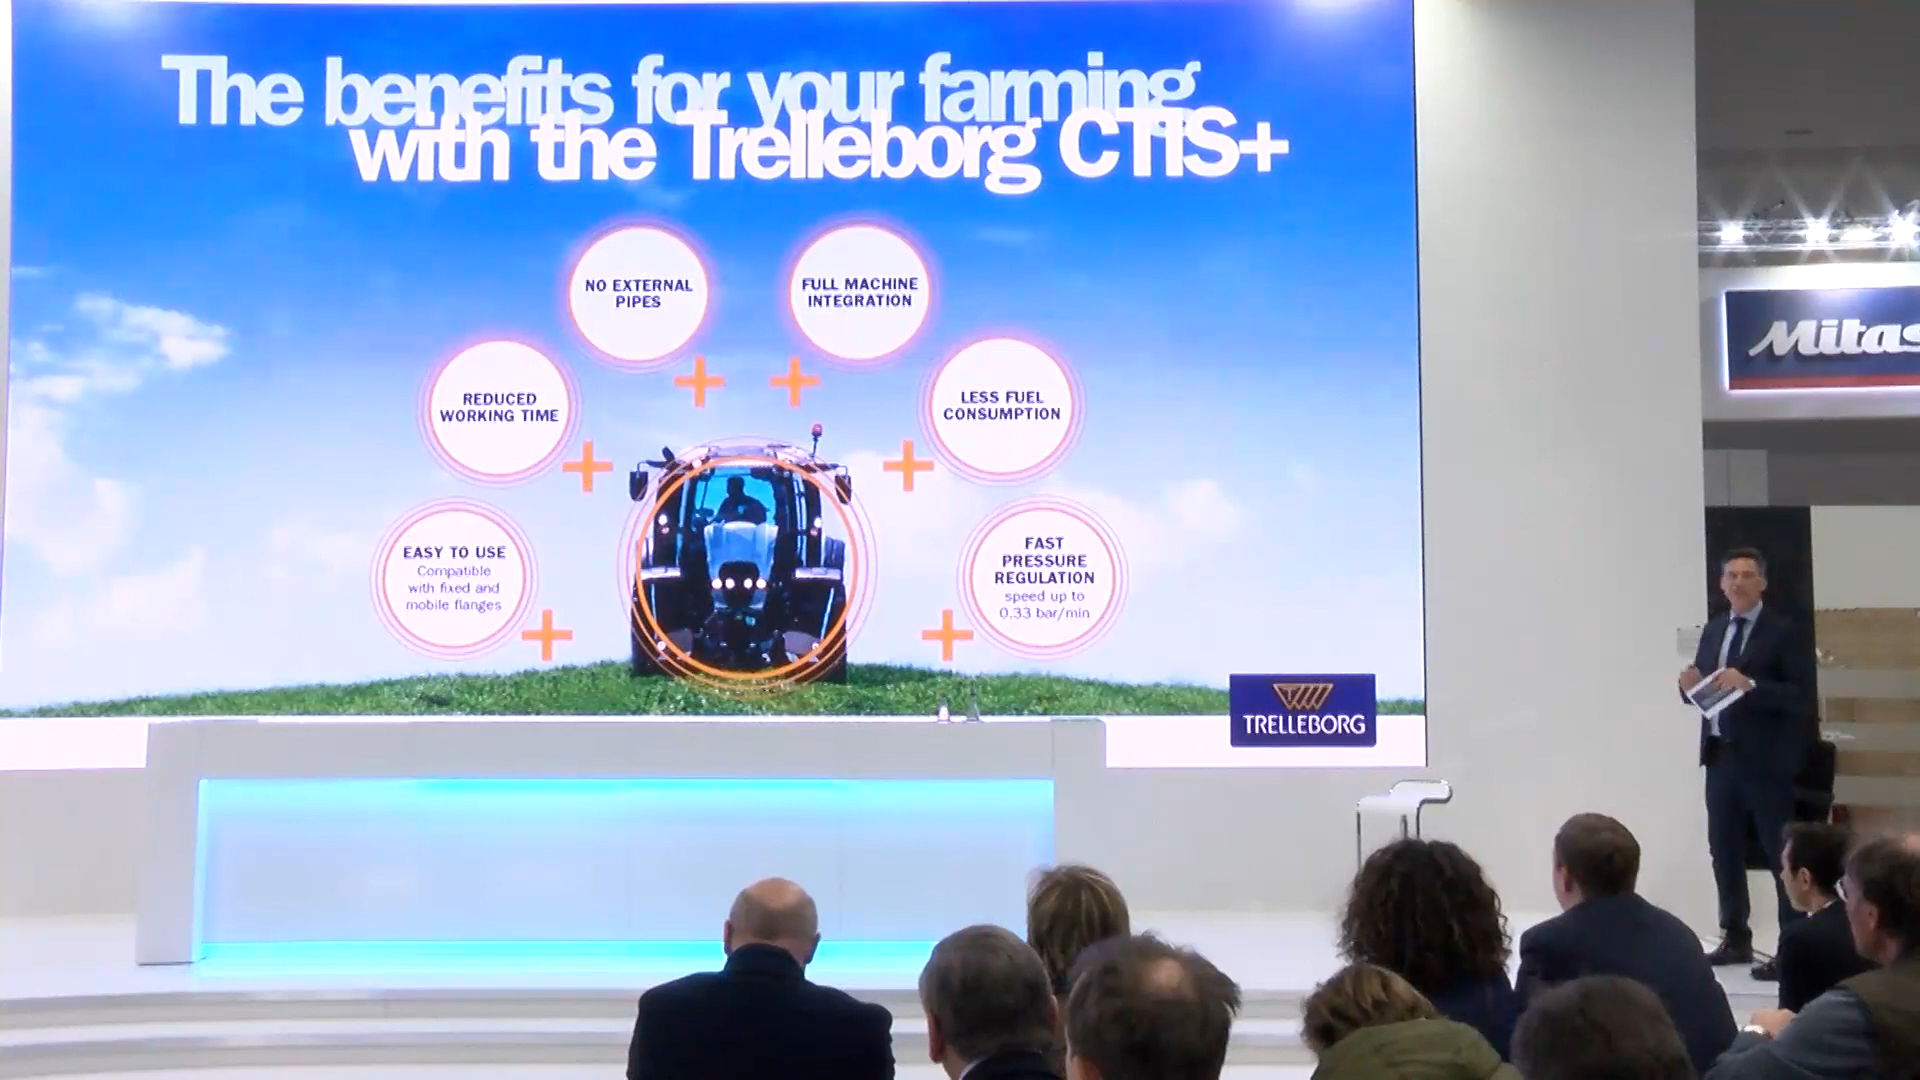 The benefits for your farming
with the Trelleborg CTIS+
NO EXTERNAL
PIPES
FULL MACHINE
INTEGRATION
REDUCED
WORKING TIME
LESS FUEL
CONSUMPTION
EASY TO USE
Compatible
with fixed and
mobile flanges
FAST
PRESSURE
REGULATION
speed up to
0.33 bar/min
TRELLEBORG
Mitas